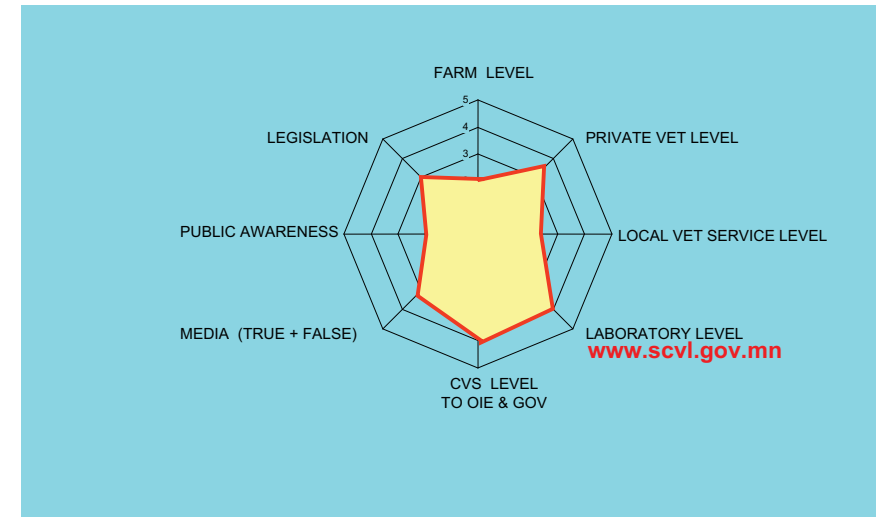 FARM LEVEL
5
4
3
LEGISLATION
PRIVATE VET LEVEL
PUBLIC AWARENESS
LOCAL VET SERVICE LEVEL
MEDIA (TRUE + FALSE)
LABORATORY LEVEL
www.scvl.gov.mn
CVS LEVEL
TO OIE & GOV